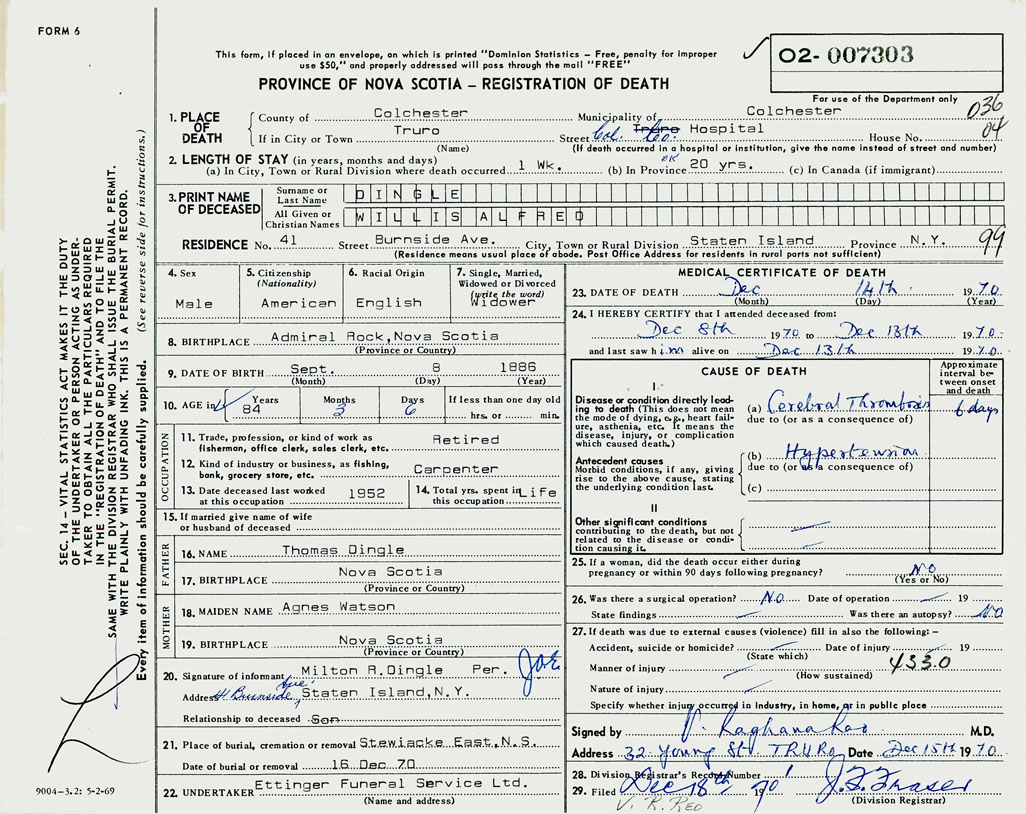 FORM 6
This form, if placed in an envelope, on which is printed "Dominion Statistics – Free, penalty for improper
use $50," and properly addressed will pass through the mail "FREE"
02-007303
PROVINCE OF NOVA SCOTIA – REGISTRATION OF DEATH
For use of the Department only
036
04
1. PLACE OF DEATH
County of Colchester Municipality of Colchester
If in City or Town Truro Street Col. Co. Truro Hospital House No.
(Name) (If death occurred in a hospital or institution, give the name instead of street and number)
2. LENGTH OF STAY (in years, months and days)
(a) In City, Town or Rural Division where death occurred 1 Wk. (b) In Province OK 20 yrs. (c) In Canada (if immigrant)
3. PRINT NAME OF DECEASED
Surname or Last Name DINGLE
All Given or Christian Names WILLIS ALFRED
RESIDENCE No. 41 Street Burnside Ave. City, Town or Rural Division Staten Island Province N.Y. 99
(Residence means usual place of abode. Post Office Address for residents in rural parts not sufficient)
4. Sex
Male
5. Citizenship
(Nationality)
American
6. Racial Origin
English
7. Single, Married,
Widowed or Divorced
(write the word)
Widower
8. BIRTHPLACE Admiral Rock, Nova Scotia
(Province or Country)
9. DATE OF BIRTH Sept. 8 1886
(Month) (Day) (Year)
10. AGE in Years Months Days If less than one day old
84 3 6 hrs. or min.
OCCUPATION
11. Trade, profession, or kind of work as
fisherman, office clerk, sales clerk, etc. Retired
12. Kind of industry or business, as fishing,
bank, grocery store, etc. Carpenter
13. Date deceased last worked
at this occupation 1952
14. Total yrs. spent in
this occupation Life
15. If married give name of wife
or husband of deceased
FATHER
16. NAME Thomas Dingle
17. BIRTHPLACE Nova Scotia
(Province or Country)
MOTHER
18. MAIDEN NAME Agnes Watson
19. BIRTHPLACE Nova Scotia
(Province or Country)
20. Signature of informant Milton R. Dingle Per.
Address 41 Burnside Ave. Staten Island, N.Y.
Relationship to deceased Son
21. Place of burial, cremation or removal Stewiacke East, N.S.
Date of burial or removal 16 Dec 70
22. UNDERTAKER Ettinger Funeral Service Ltd.
(Name and address)
MEDICAL CERTIFICATE OF DEATH
23. DATE OF DEATH Dec 14th 1970
(Month) (Day) (Year)
24. I HEREBY CERTIFY that I attended deceased from:
Dec 8th 1970 to Dec 13th 1970
and last saw him alive on Dec 13th 1970
CAUSE OF DEATH
Approximate
interval be-
tween onset
and death
I
Disease or condition directly lead-
ing to death (This does not mean
the mode of dying, e.g., heart fail-
ure, asthenia, etc. It means the
disease, injury, or complication
which caused death.)
(a) Cerebral Thrombosis 6 days
due to (or as a consequence of)
Antecedent causes
Morbid conditions, if any, giving
rise to the above cause, stating
the underlying condition last.
(b) Hypertension
due to (or as a consequence of)
(c)
II
Other significant conditions
contributing to the death, but not
related to the disease or condi-
tion causing it.
25. If a woman, did the death occur either during
pregnancy or within 90 days following pregnancy? NO
(Yes or No)
26. Was there a surgical operation? NO Date of operation 19
State findings Was there an autopsy? NO
27. If death was due to external causes (violence) fill in also the following: –
Accident, suicide or homicide? Date of injury 19
(State which)
433.0
Manner of injury
(How sustained)
Nature of injury
Specify whether injury occurred in industry, in home, or in public place
Signed by V. Raghava Rao M.D.
Address 32 Young St. TRURO Date Dec 15th 1970
28. Division Registrar's Record Number
29. Filed Dec 18th 1970 J. F. Fraser
(Division Registrar)
V. R. REO
SEC. 14 – VITAL STATISTICS ACT MAKES IT THE DUTY
OF THE UNDERTAKER OR PERSON ACTING AS UNDER-
TAKER TO OBTAIN ALL THE PARTICULARS REQUIRED
IN THE "REGISTRATION OF DEATH" AND TO FILE THE
SAME WITH THE DIVISION REGISTRAR WHO SHALL ISSUE THE BURIAL PERMIT.
WRITE PLAINLY WITH UNFADING INK. THIS IS A PERMANENT RECORD.
Every item of information should be carefully supplied. (See reverse side for instructions.)
9004-3.2: 5-2-69